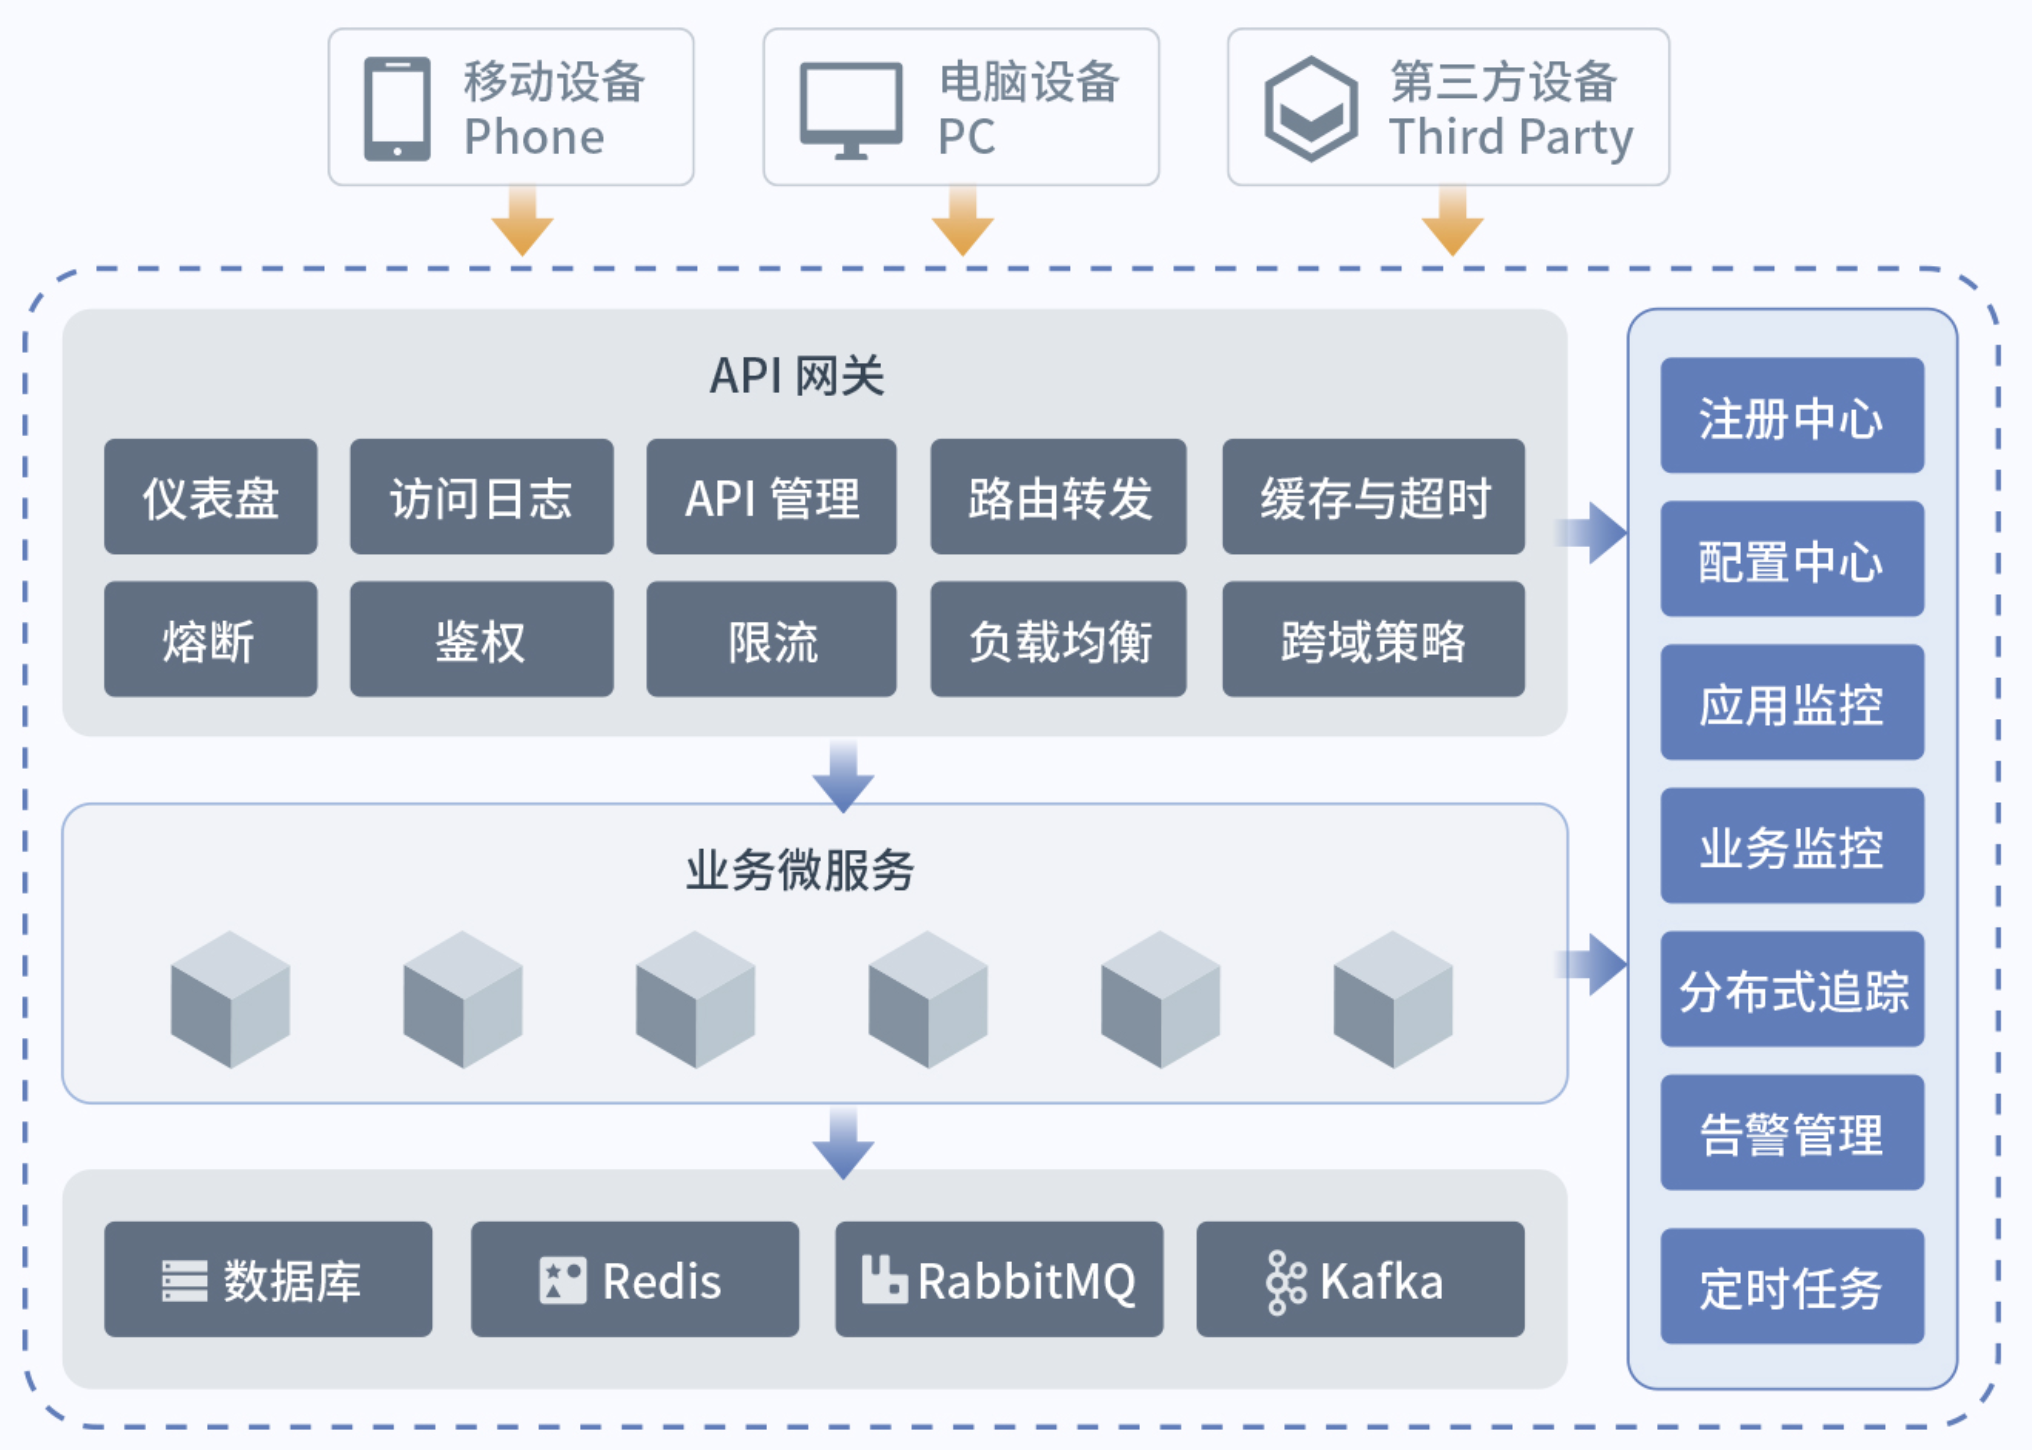 移动设备
Phone
电脑设备
PC
第三方设备
Third Party
API 网关
仪表盘
访问日志
API 管理
路由转发
缓存与超时
熔断
鉴权
限流
负载均衡
跨域策略
业务微服务
数据库
Redis
RabbitMQ
Kafka
注册中心
配置中心
应用监控
业务监控
分布式追踪
告警管理
定时任务